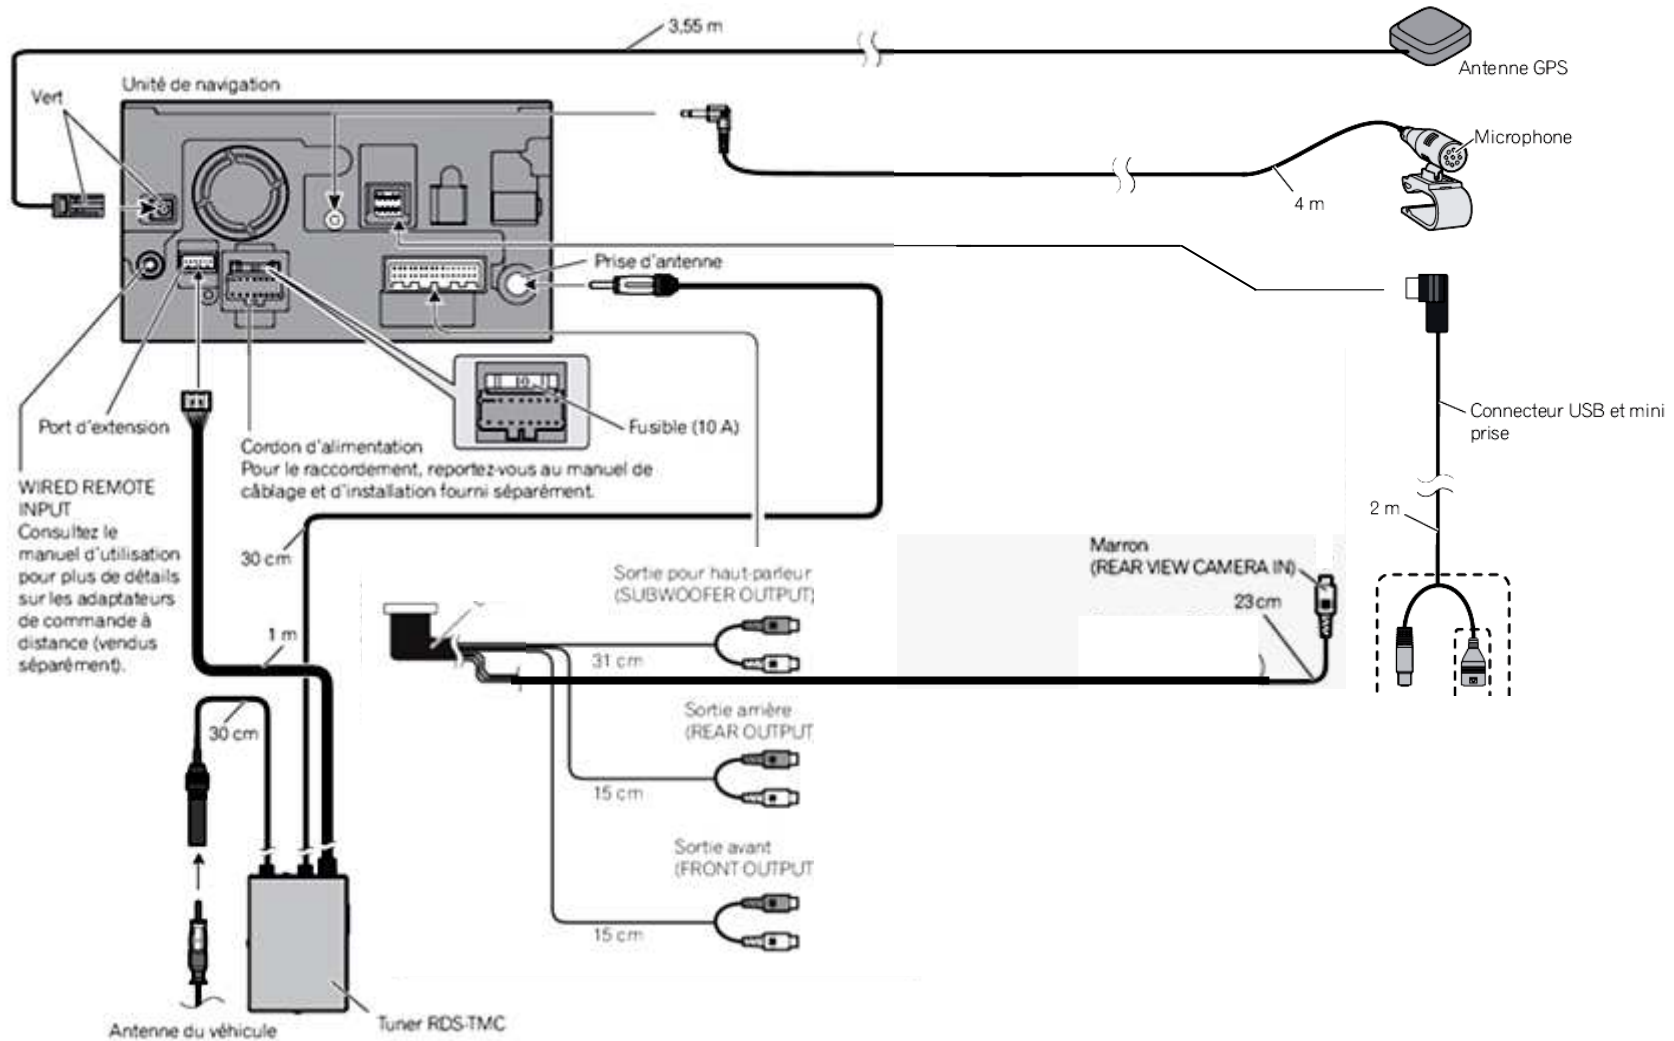 3,55 m
Antenne GPS
Unité de navigation
Vert
Microphone
4 m
Prise d'antenne
Port d'extension
Fusible (10 A)
Connecteur USB et mini
prise
Cordon d'alimentation
Pour le raccordement, reportez-vous au manuel de
câblage et d'installation fourni séparément.
WIRED REMOTE
INPUT
Consultez le
manuel d'utilisation
pour plus de détails
sur les adaptateurs
de commande à
distance (vendus
séparément).
2 m
30 cm
Marron
(REAR VIEW CAMERA IN)
Sortie pour haut-parleur
(SUBWOOFER OUTPUT)
23 cm
1 m
31 cm
Sortie arrière
(REAR OUTPUT
30 cm
15 cm
Sortie avant
(FRONT OUTPUT
15 cm
Tuner RDS-TMC
Antenne du véhicule